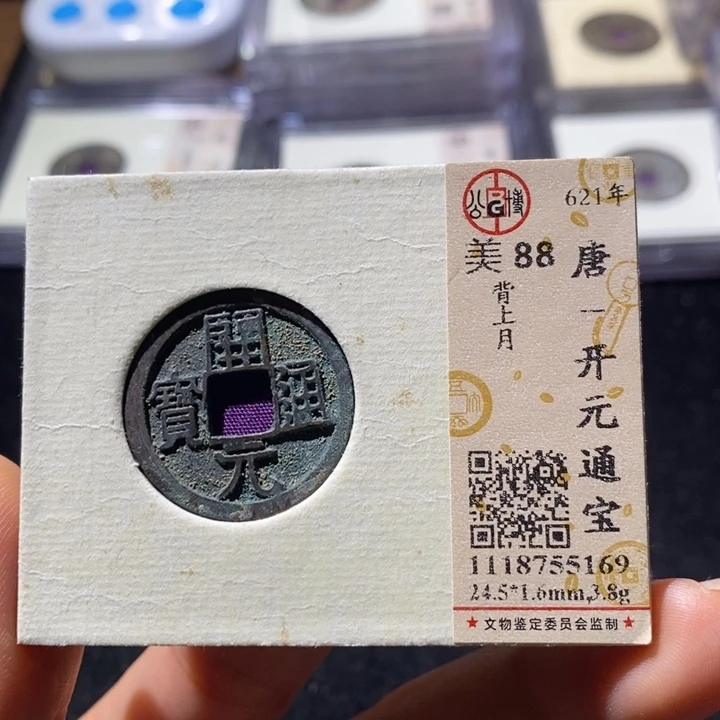 開元通寶
公博
621年
美 88
背上月
唐一开元通宝
1118755169
24.5*1.6mm,3.8g
★ 文物鉴定委员会监制 ★